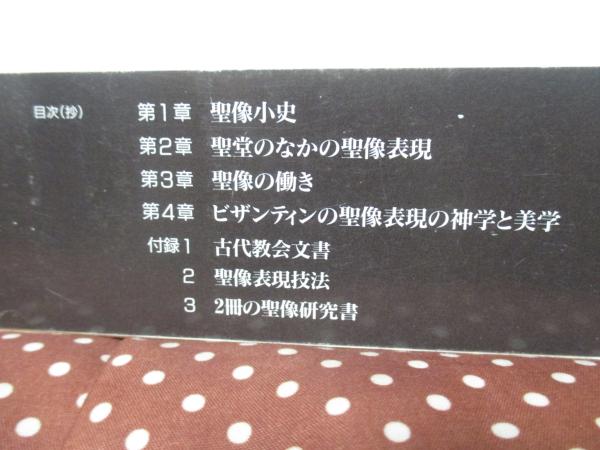 目次(抄) 第1章 聖像小史
第2章 聖堂のなかの聖像表現
第3章 聖像の働き
第4章 ビザンティンの聖像表現の神学と美学
付録1 古代教会文書
2 聖像表現技法
3 2冊の聖像研究書